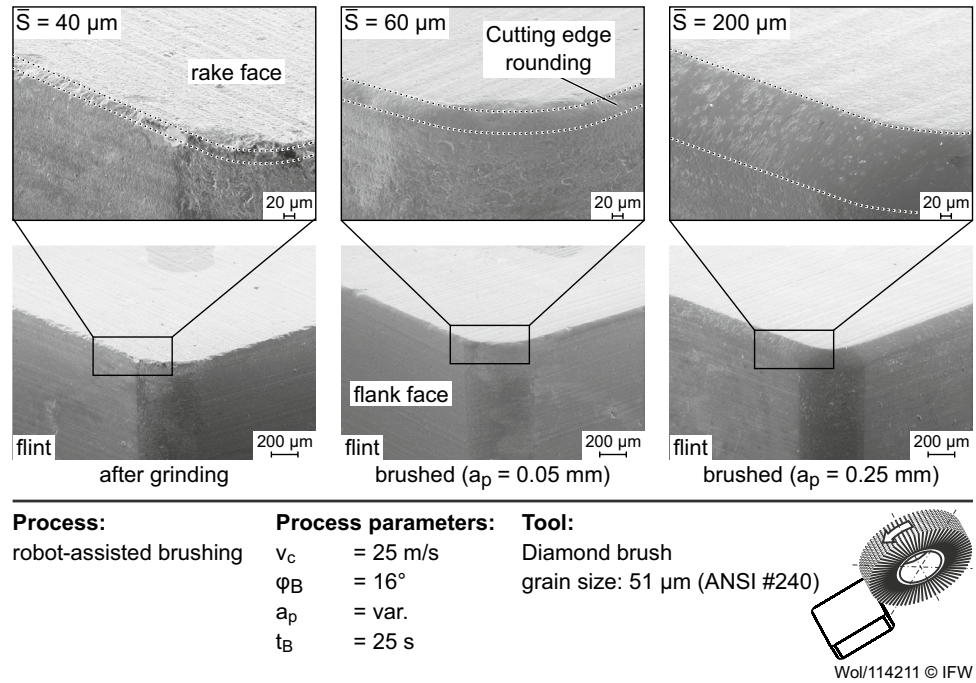 S̅ = 40 µm
rake face
20 µm
S̅ = 60 µm
Cutting edge
rounding
20 µm
S̅ = 200 µm
20 µm
flint
200 µm
after grinding
flank face
flint
200 µm
brushed (aₚ = 0.05 mm)
flint
200 µm
brushed (aₚ = 0.25 mm)
Process:
robot-assisted brushing
Process parameters:
v_c = 25 m/s
φ_B = 16°
aₚ = var.
t_B = 25 s
Tool:
Diamond brush
grain size: 51 µm (ANSI #240)
Wol/114211 © IFW